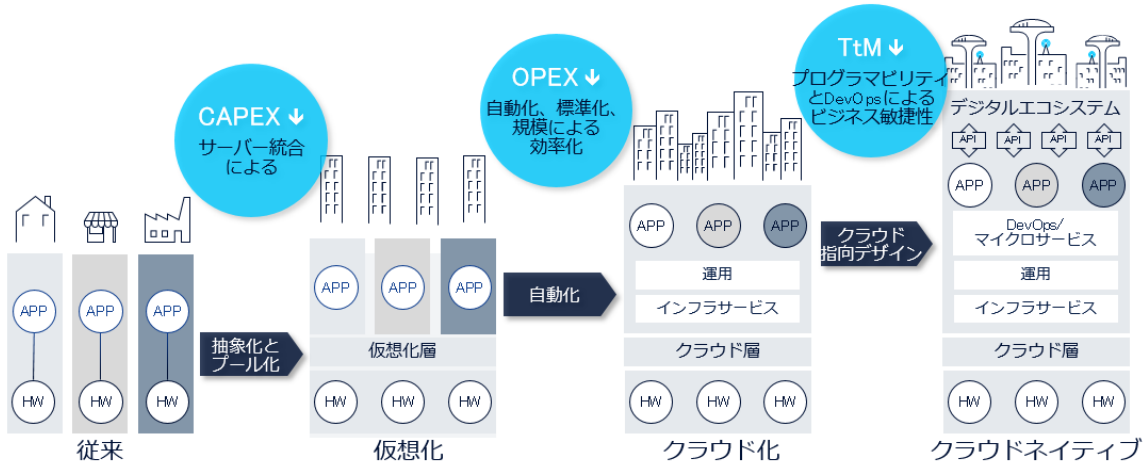 CAPEX ↓
サーバー統合
による
OPEX ↓
自動化、標準化、
規模による
効率化
TtM ↓
プログラマビリティ
とDevOpsによる
ビジネス敏捷性
APP
APP
APP
HW
HW
HW
従来
抽象化と
プール化
APP
APP
APP
仮想化層
HW
HW
HW
仮想化
自動化
APP
APP
APP
運用
インフラサービス
クラウド層
HW
HW
HW
クラウド化
クラウド
指向デザイン
デジタルエコシステム
API
API
API
API
APP
APP
APP
DevOps/
マイクロサービス
運用
インフラサービス
クラウド層
HW
HW
HW
クラウドネイティブ